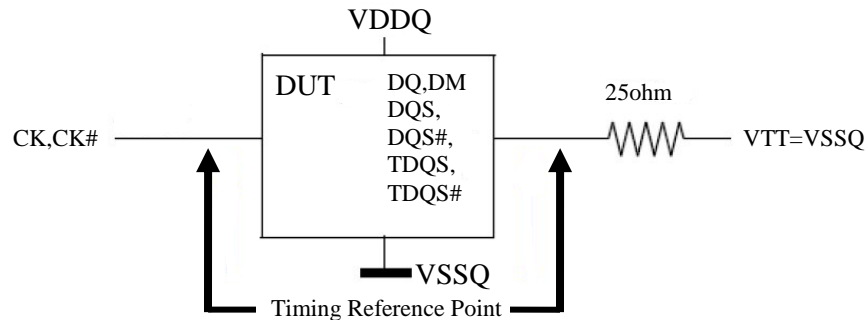 VDDQ
DUT
DQ,DM
DQS,
DQS#,
TDQS,
TDQS#
25ohm
CK,CK#
VTT=VSSQ
VSSQ
Timing Reference Point